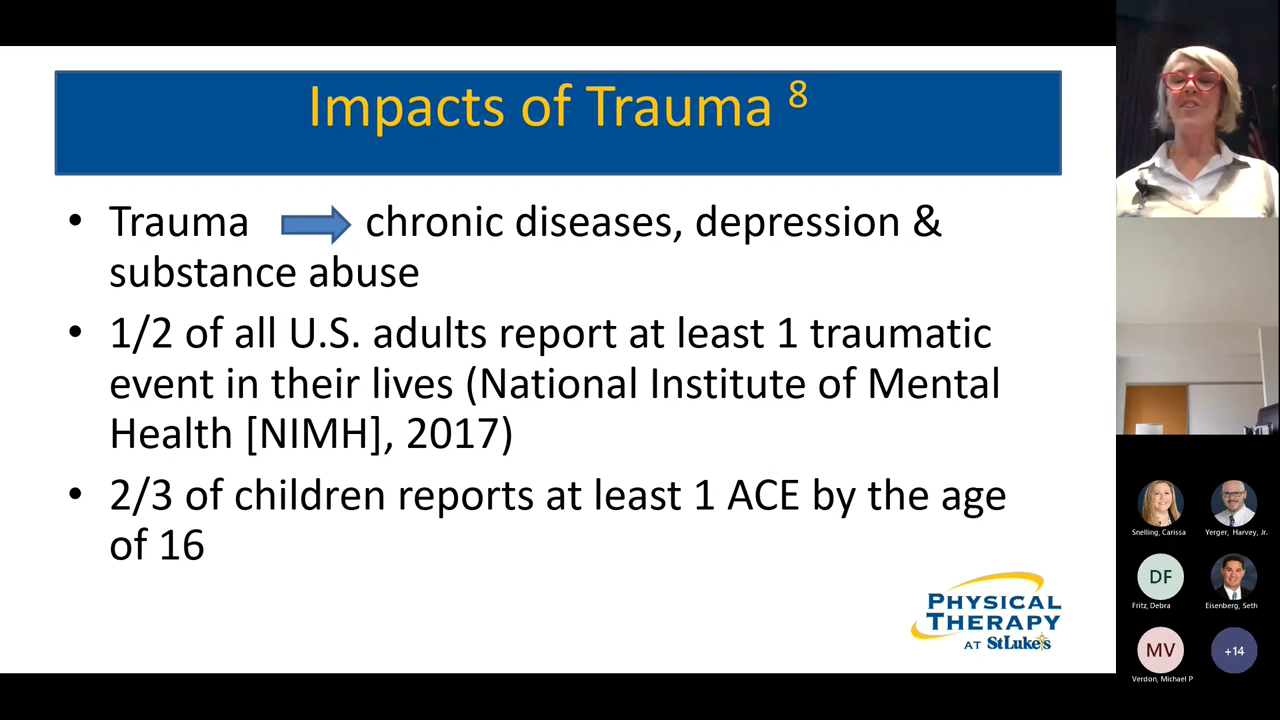 Impacts of Trauma 8
• Trauma chronic diseases, depression &
substance abuse
• 1/2 of all U.S. adults report at least 1 traumatic
event in their lives (National Institute of Mental
Health [NIMH], 2017)
• 2/3 of children reports at least 1 ACE by the age
of 16
PHYSICAL
THERAPY
AT StLuke's
Snelling, Carissa
Yerger, Harvey, Jr.
DF
Fritz, Debra
Eisenberg, Seth
MV
+14
Verdon, Michael P